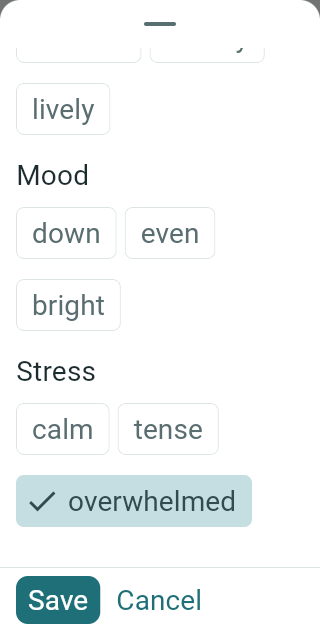 lively
Mood
down even
bright
Stress
calm tense
overwhelmed
Save Cancel